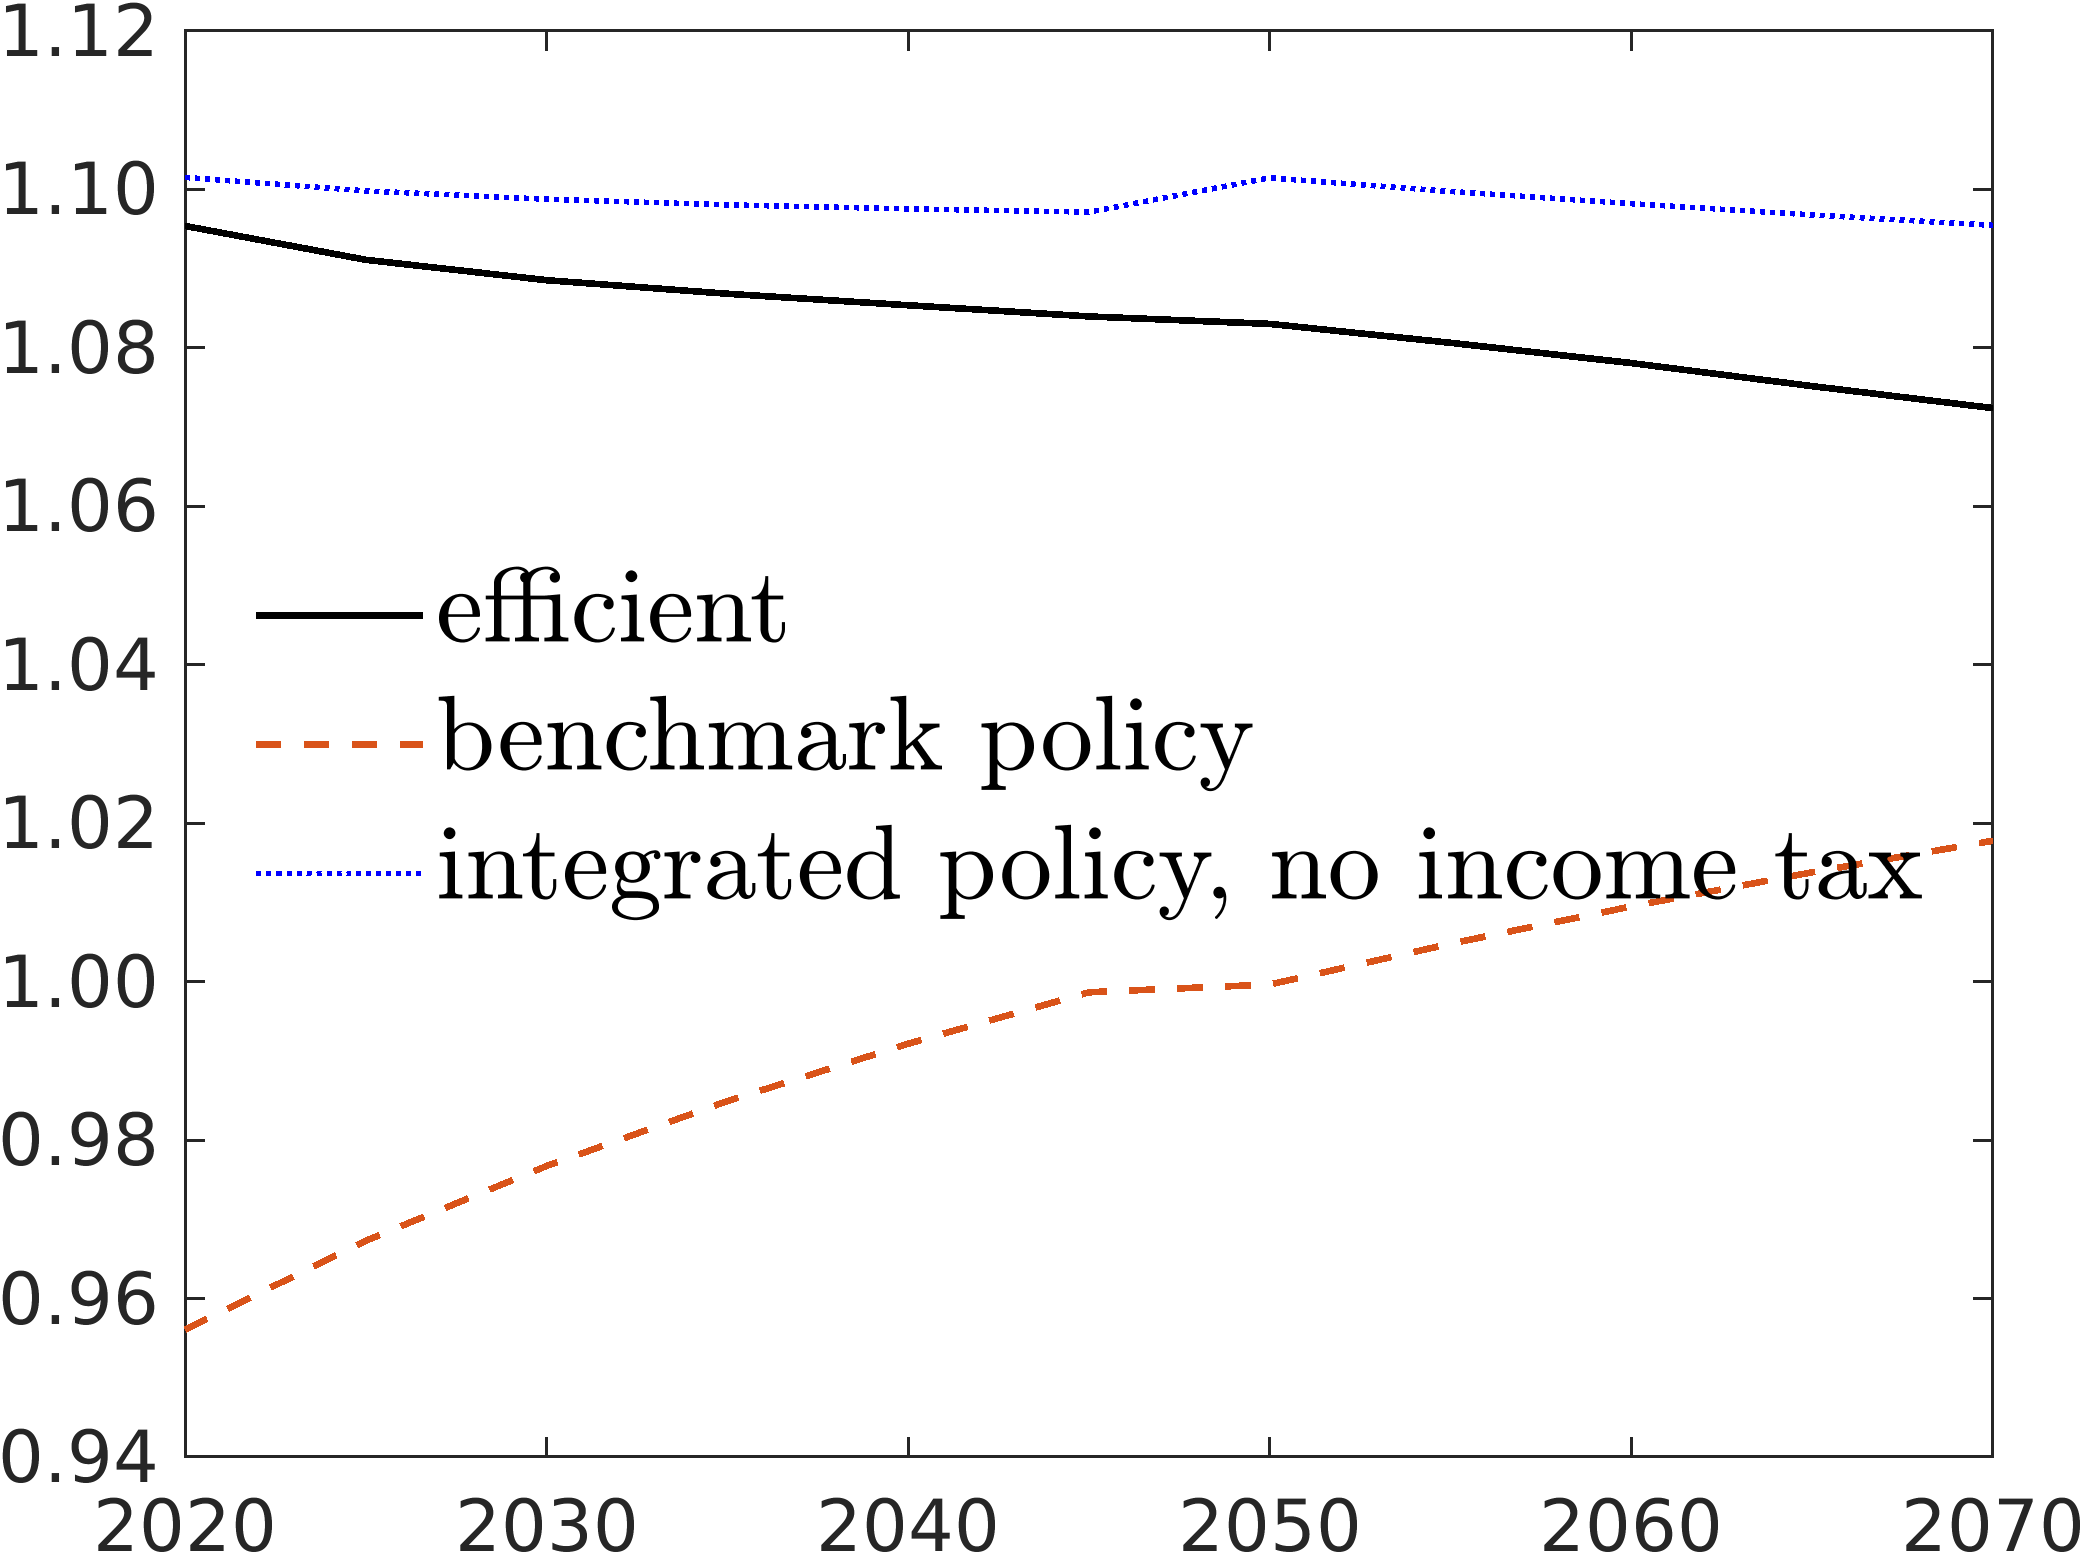 1.12
1.10
1.08
1.06
efficient
1.04
benchmark policy
1.02
integrated policy, no income tax
1.00
0.98
0.96
0.94
2020 2030 2040 2050 2060 2070